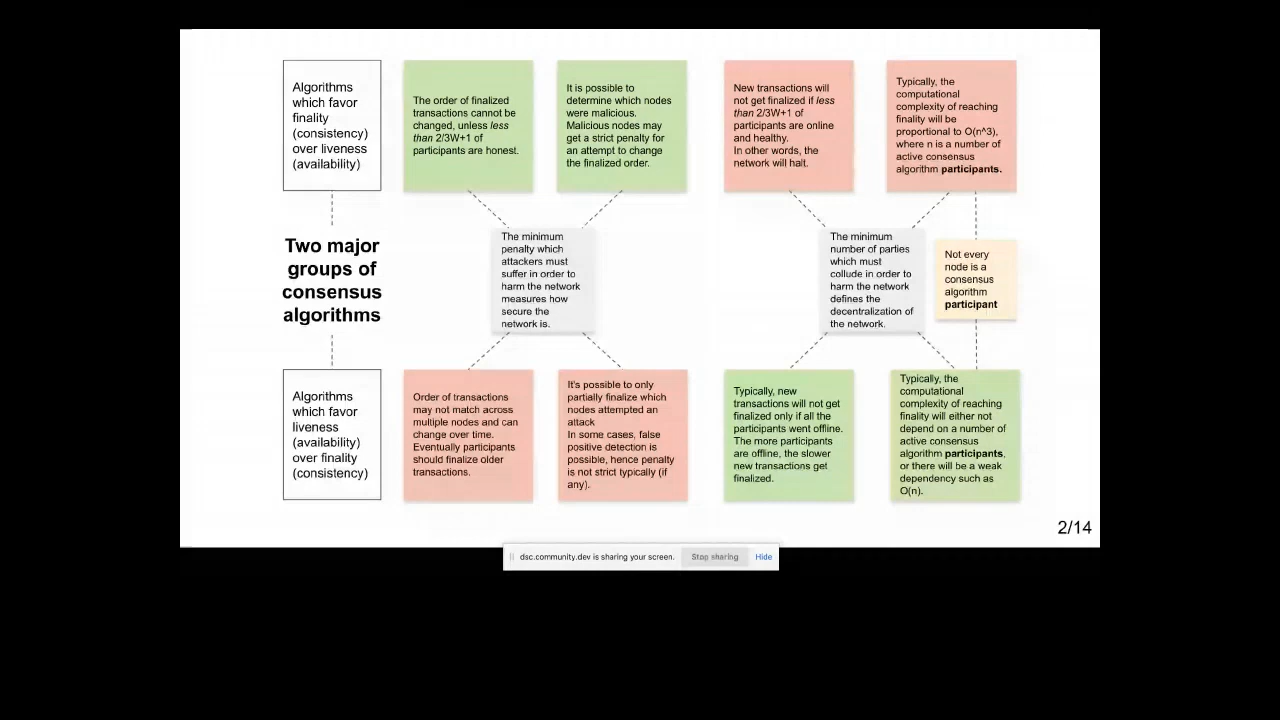 Algorithms
which favor
finality
(consistency)
over liveness
(availability)
The order of finalized
transactions cannot be
changed, unless less
than 2/3W+1 of
participants are honest.
It is possible to
determine which nodes
were malicious.
Malicious nodes may
get a strict penalty for
an attempt to change
the finalized order.
New transactions will
not get finalized if less
than 2/3W+1 of
participants are online
and healthy.
In other words, the
network will halt.
Typically, the
computational
complexity of reaching
finality will be
proportional to O(n^3),
where n is a number of
active consensus
algorithm participants.
Two major
groups of
consensus
algorithms
The minimum
penalty which
attackers must
suffer in order to
harm the network
measures how
secure the
network is.
The minimum
number of parties
which must
collude in order to
harm the network
defines the
decentralization of
the network.
Not every
node is a
consensus
algorithm
participant
Algorithms
which favor
liveness
(availability)
over finality
(consistency)
Order of transactions
may not match across
multiple nodes and can
change over time.
Eventually participants
should finalize older
transactions.
It's possible to only
partially finalize which
nodes attempted an
attack
In some cases, false
positive detection is
possible, hence penalty
is not strict typically (if
any).
Typically, new
transactions will not get
finalized only if all the
participants went offline.
The more participants
are offline, the slower
new transactions get
finalized.
Typically, the
computational
complexity of reaching
finality will either not
depend on a number of
active consensus
algorithm participants,
or there will be a weak
dependency such as
O(n).
2/14
dsc.community.dev is sharing your screen.
Stop sharing
Hide